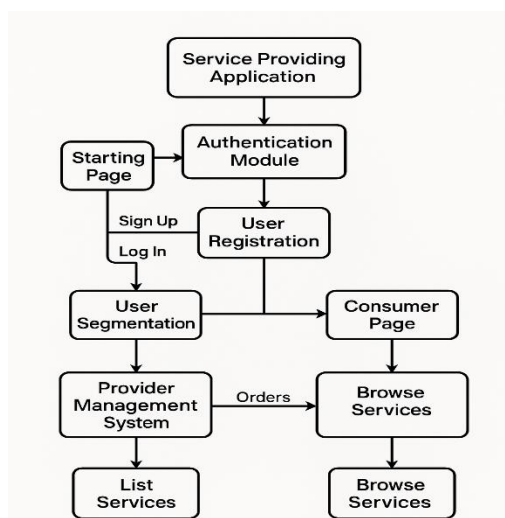 Service Providing
Application
Starting
Page
Authentication
Module
Sign Up
User
Registration
Log In
User
Segmentation
Consumer
Page
Provider
Management
System
Orders
Browse
Services
List
Services
Browse
Services